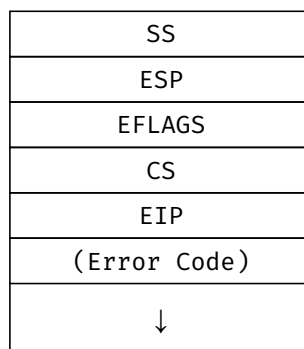 SS
ESP
EFLAGS
CS
EIP
(Error Code)
↓